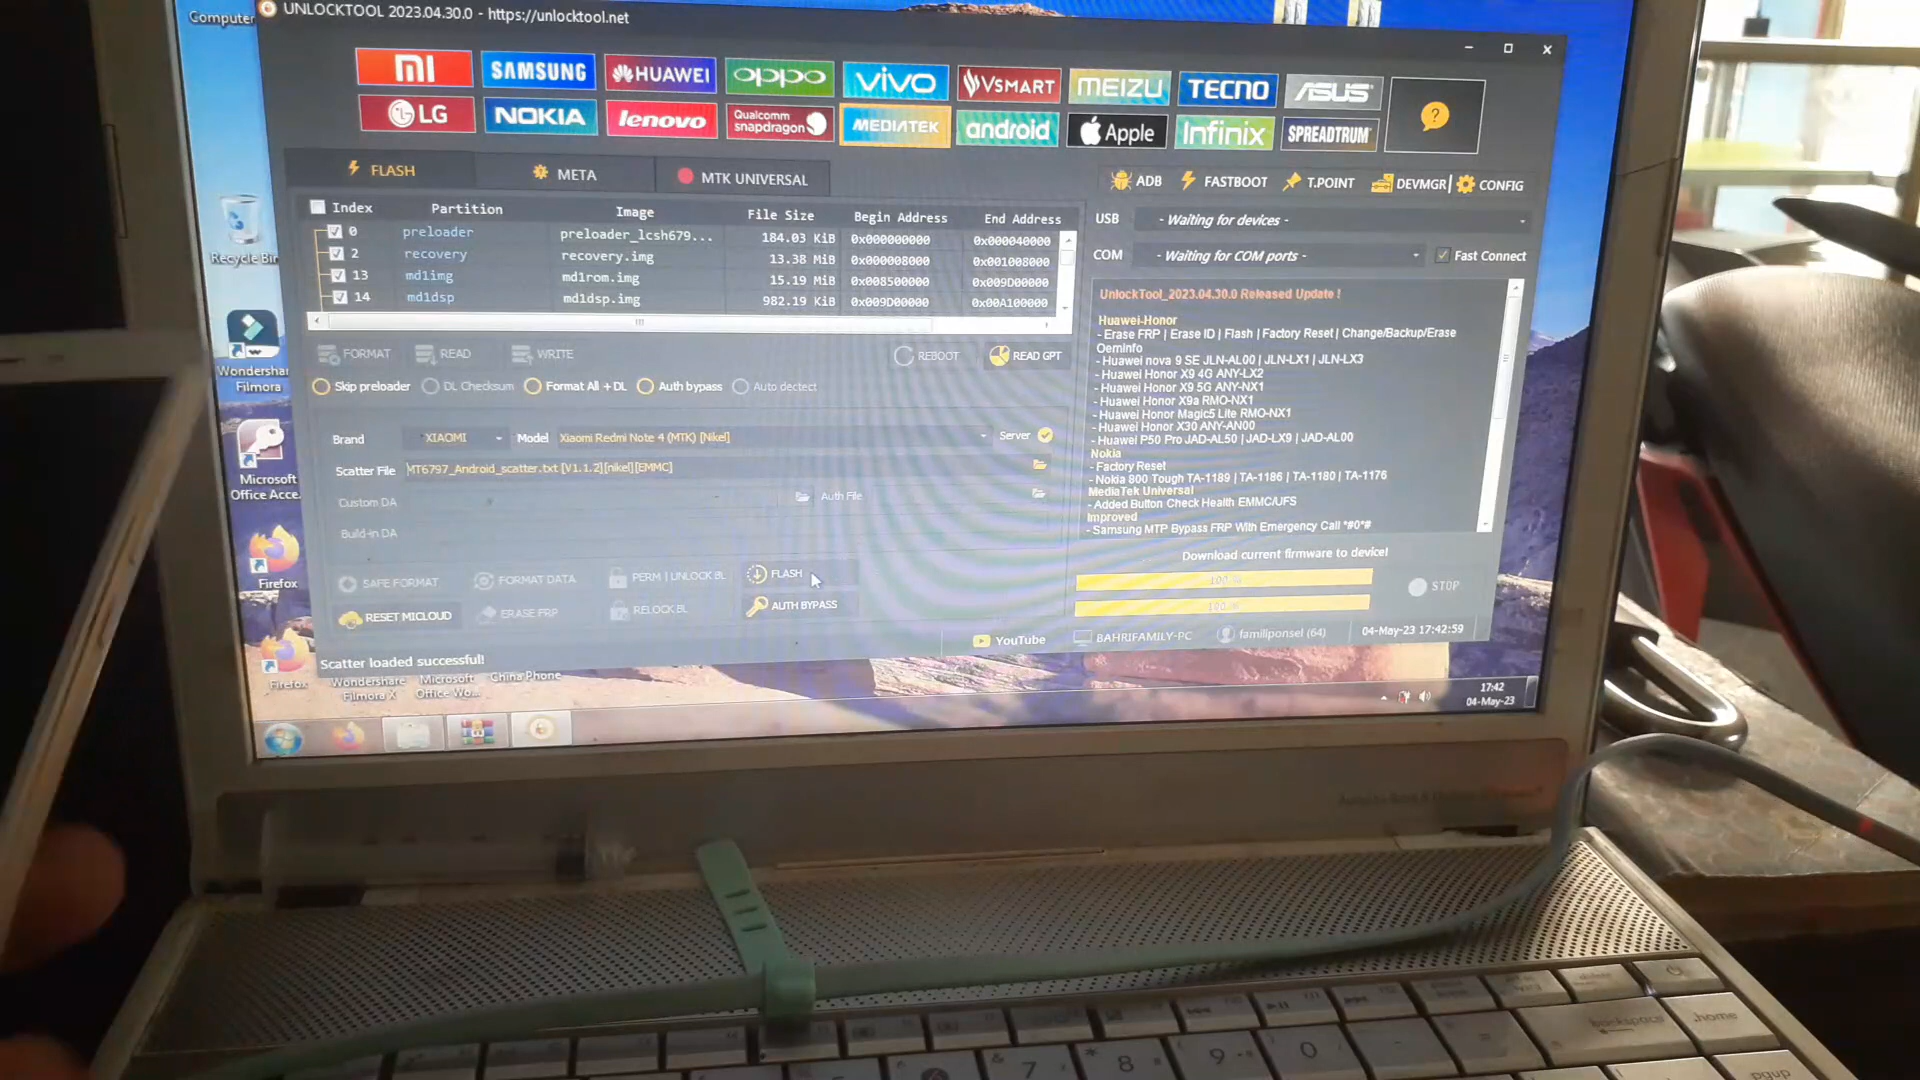 Computer
UNLOCKTOOL 2023.04.30.0 - https://unlocktool.net
MI
SAMSUNG
HUAWEI
oppo
vivo
VSMART
MEIZU
TECNO
ASUS
LG
NOKIA
lenovo
Qualcomm snapdragon
MEDIATEK
android
Apple
Infinix
SPREADTRUM
?
FLASH
META
MTK UNIVERSAL
ADB
FASTBOOT
T.POINT
DEVMGR
CONFIG
Index Partition Image File Size Begin Address End Address
0 preloader preloader_lcsh679... 184.03 KiB 0x000000000 0x000040000
2 recovery recovery.img 13.38 MiB 0x000008000 0x001008000
13 md1img md1rom.img 15.19 MiB 0x008500000 0x009D00000
14 md1dsp md1dsp.img 982.19 KiB 0x009D00000 0x00A100000
USB - Waiting for devices -
COM - Waiting for COM ports - Fast Connect
FORMAT READ WRITE REBOOT READ GPT
Skip preloader DL Checksum Format All + DL Auth bypass Auto dectect
Brand XIAOMI Model Xiaomi Redmi Note 4 (MTK) [Nikel] Server
Scatter File MT6797_Android_scatter.txt [V1.1.2][nikel][EMMC]
Custom DA Auth File
Build-in DA
SAFE FORMAT FORMAT DATA PERM | UNLOCK BL FLASH
RESET MICLOUD ERASE FRP RELOCK BL AUTH BYPASS
UnlockTool_2023.04.30.0 Released Update !
Huawei-Honor
- Erase FRP | Erase ID | Flash | Factory Reset | Change/Backup/Erase
Oeminfo
- Huawei nova 9 SE JLN-AL00 | JLN-LX1 | JLN-LX3
- Huawei Honor X9 4G ANY-LX2
- Huawei Honor X9 5G ANY-NX1
- Huawei Honor X9a RMO-NX1
- Huawei Honor Magic5 Lite RMO-NX1
- Huawei Honor X30 ANY-AN00
- Huawei P50 Pro JAD-AL50 | JAD-LX9 | JAD-AL00
Nokia
- Factory Reset
- Nokia 800 Tough TA-1189 | TA-1186 | TA-1180 | TA-1176
MediaTek Universal
- Added Button Check Health EMMC/UFS
Improved
- Samsung MTP Bypass FRP With Emergency Call *#0*#
Download current firmware to device!
100 %
100 %
STOP
YouTube BAHRIFAMILY-PC familiponsel (64) 04-May-23 17:42:59
Scatter loaded successful!
Recycle Bin
Wondershare
Filmora
Microsoft
Office Acce...
Firefox
Firefox
Wondershare
Filmora X
Microsoft
Office Wo...
China Phone
17:42
04-May-23
7
8
9
0
backspace
home
pgup